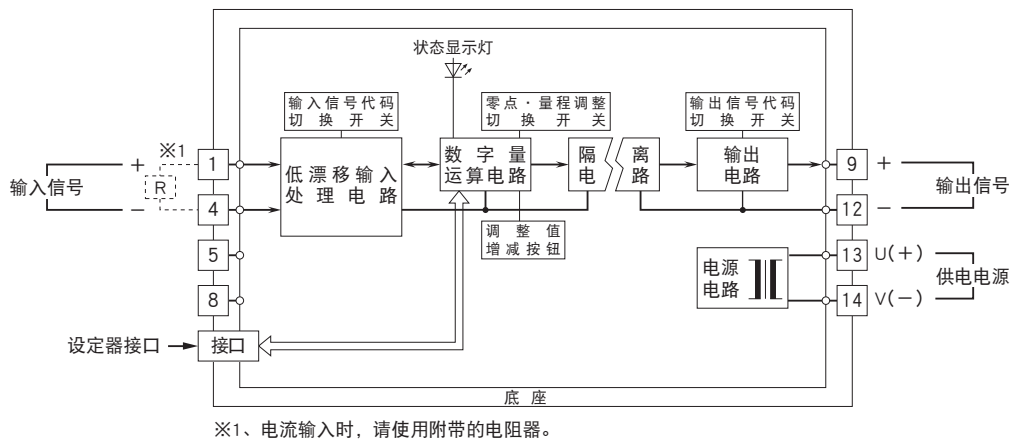 状态显示灯
输入信号代码
切换开关
零点・量程调整
切换开关
输出信号代码
切换开关
※1
输入信号
+
R
−
1
4
5
8
低漂移输入
处理电路
数字量
运算电路
隔离
电路
输出
电路
调整值
增减按钮
9
+
12
−
输出信号
电源
电路
13
U(+)
14
V(−)
供电电源
设定器接口
接口
底座
※1、电流输入时，请使用附带的电阻器。